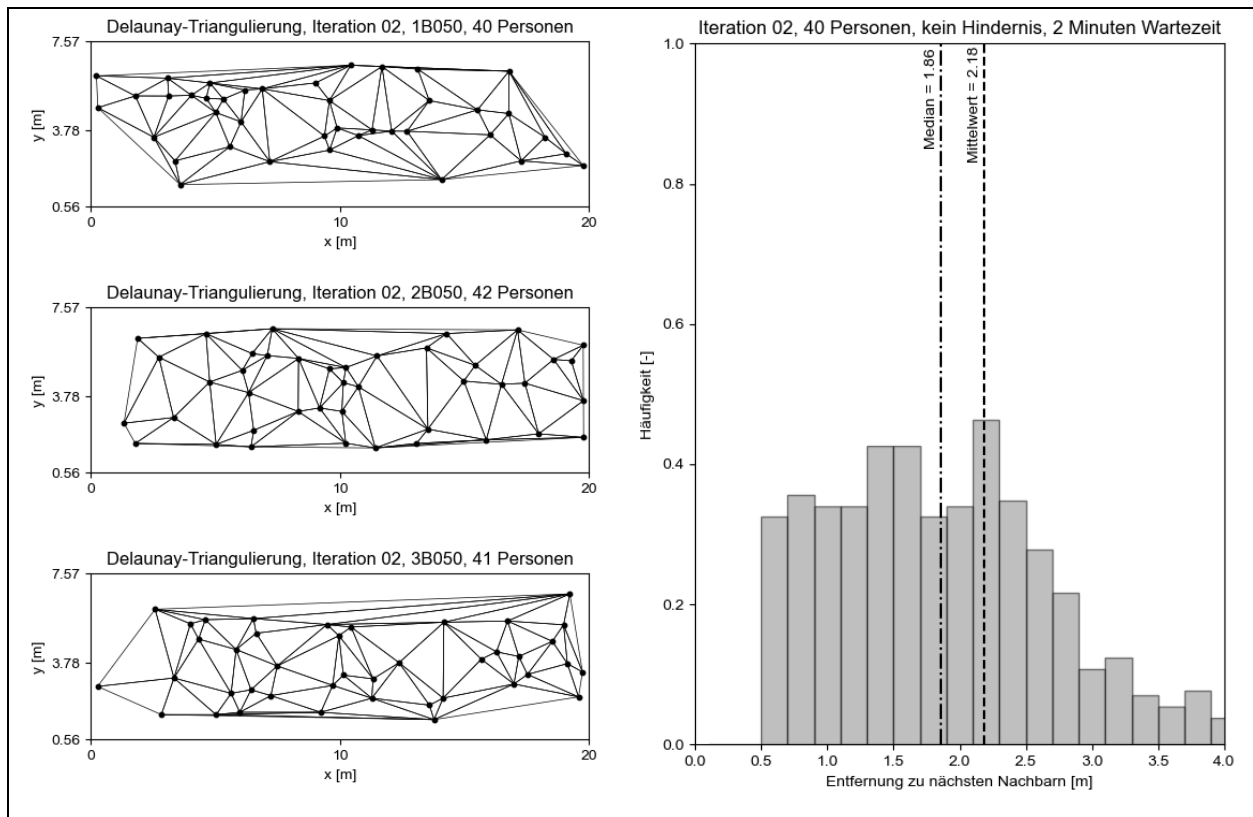 Delaunay-Triangulierung, Iteration 02, 1B050, 40 Personen
7.57
y [m]
3.78
0.56
0
10
20
x [m]
Delaunay-Triangulierung, Iteration 02, 2B050, 42 Personen
7.57
y [m]
3.78
0.56
0
10
20
x [m]
Delaunay-Triangulierung, Iteration 02, 3B050, 41 Personen
7.57
y [m]
3.78
0.56
0
10
20
x [m]
Iteration 02, 40 Personen, kein Hindernis, 2 Minuten Wartezeit
1.0
0.8
0.6
0.4
0.2
0.0
Häufigkeit [-]
Median = 1.86
Mittelwert = 2.18
0.0
0.5
1.0
1.5
2.0
2.5
3.0
3.5
4.0
Entfernung zu nächsten Nachbarn [m]